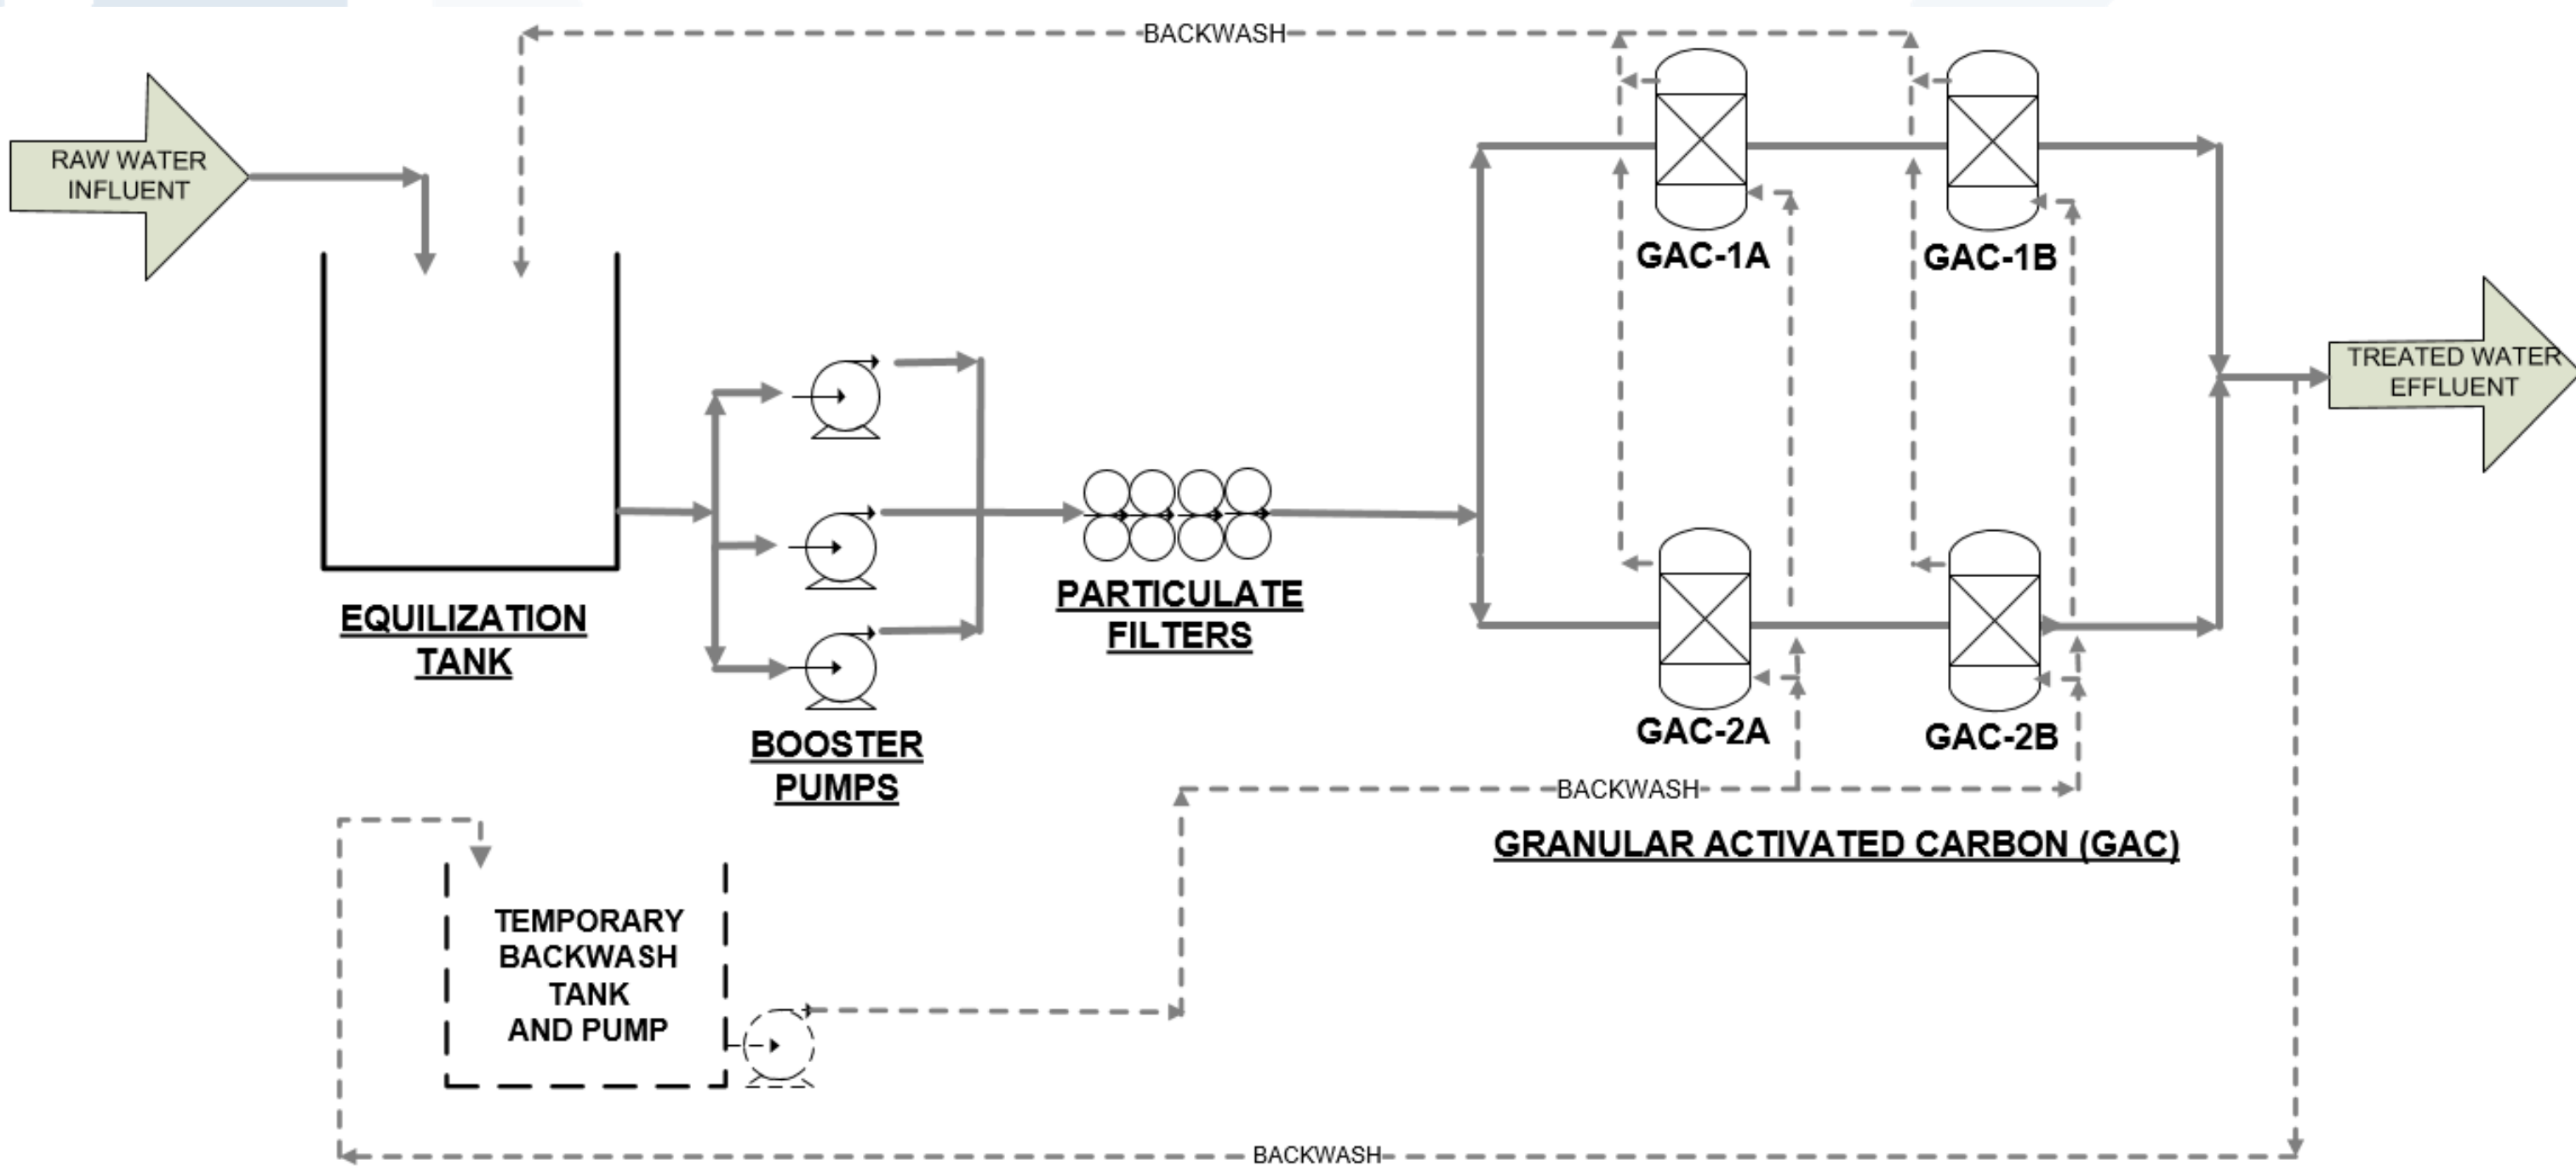 BACKWASH
RAW WATER
INFLUENT
GAC-1A
GAC-1B
TREATED WATER
EFFLUENT
EQUILIZATION
TANK
PARTICULATE
FILTERS
BOOSTER
PUMPS
GAC-2A
GAC-2B
BACKWASH
GRANULAR ACTIVATED CARBON (GAC)
TEMPORARY
BACKWASH
TANK
AND PUMP
BACKWASH